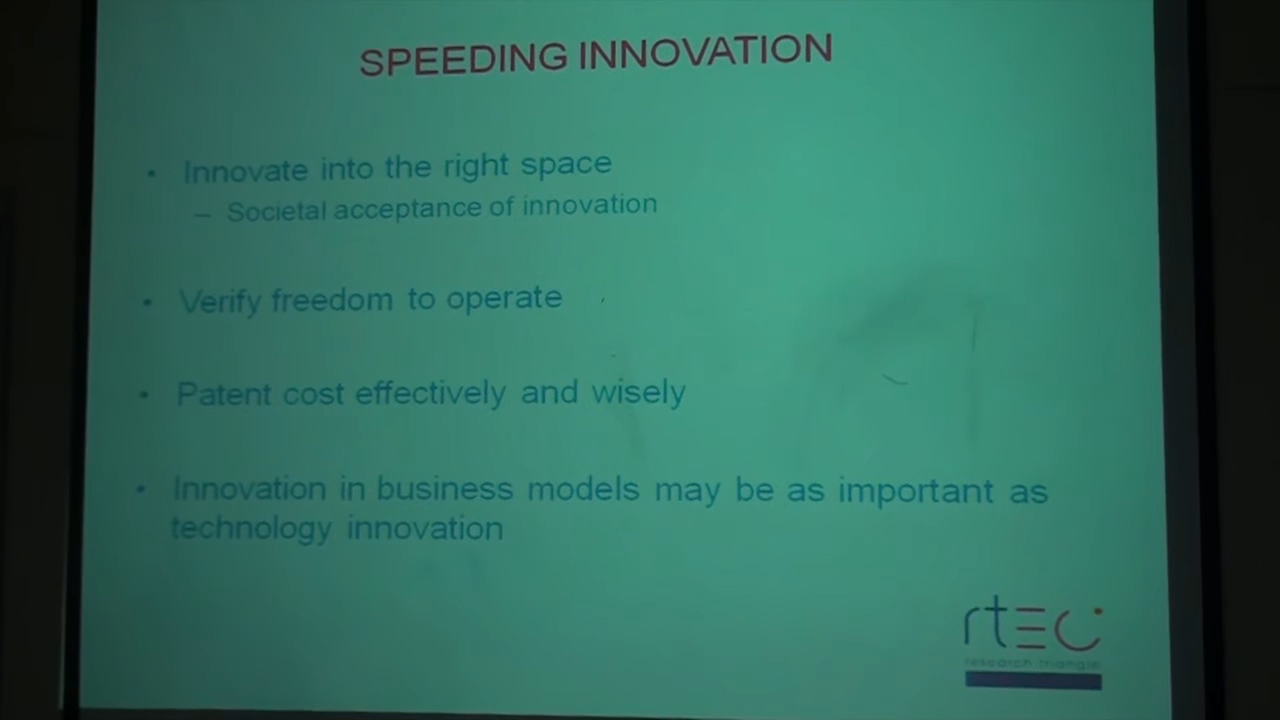 SPEEDING INNOVATION
• Innovate into the right space
– Societal acceptance of innovation
• Verify freedom to operate
• Patent cost effectively and wisely
• Innovation in business models may be as important as
technology innovation
rtec
research triangle